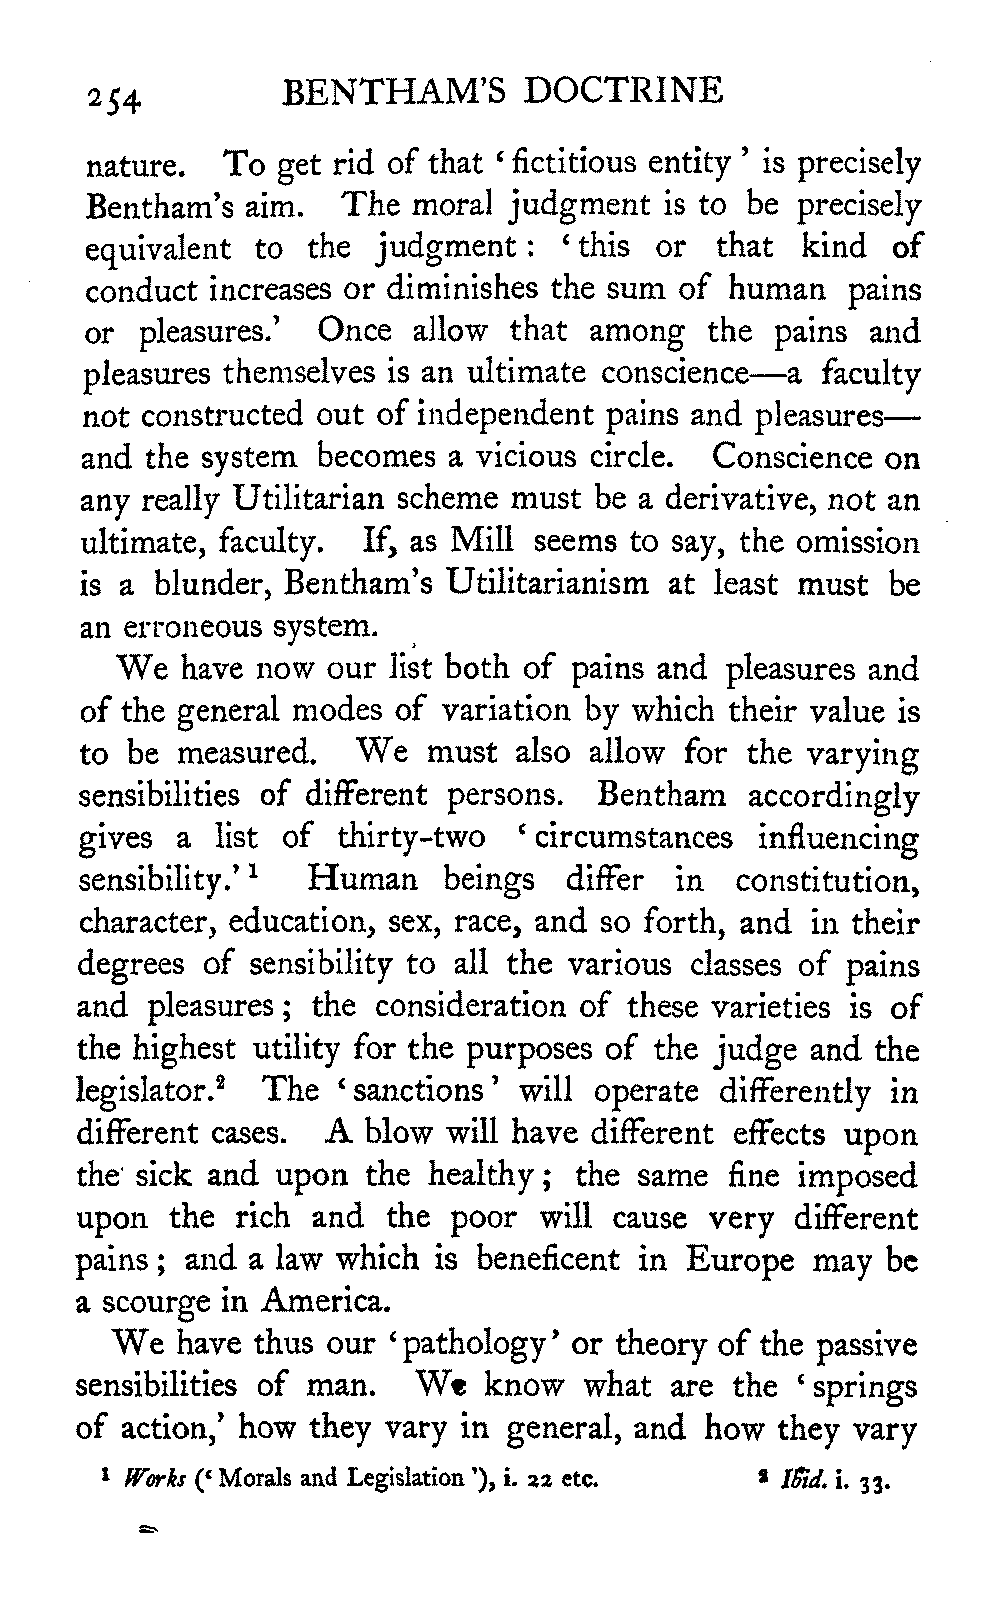 254 BENTHAM'S DOCTRINE
nature. To get rid of that ‘fictitious entity’ is precisely
Bentham's aim. The moral judgment is to be precisely
equivalent to the judgment: ‘this or that kind of
conduct increases or diminishes the sum of human pains
or pleasures.’ Once allow that among the pains and
pleasures themselves is an ultimate conscience—a faculty
not constructed out of independent pains and pleasures—
and the system becomes a vicious circle. Conscience on
any really Utilitarian scheme must be a derivative, not an
ultimate, faculty. If, as Mill seems to say, the omission
is a blunder, Bentham's Utilitarianism at least must be
an erroneous system.
We have now our list both of pains and pleasures and
of the general modes of variation by which their value is
to be measured. We must also allow for the varying
sensibilities of different persons. Bentham accordingly
gives a list of thirty-two ‘circumstances influencing
sensibility.’¹ Human beings differ in constitution,
character, education, sex, race, and so forth, and in their
degrees of sensibility to all the various classes of pains
and pleasures; the consideration of these varieties is of
the highest utility for the purposes of the judge and the
legislator.² The ‘sanctions’ will operate differently in
different cases. A blow will have different effects upon
the sick and upon the healthy; the same fine imposed
upon the rich and the poor will cause very different
pains; and a law which is beneficent in Europe may be
a scourge in America.
We have thus our ‘pathology’ or theory of the passive
sensibilities of man. We know what are the ‘springs
of action,’ how they vary in general, and how they vary
¹ Works (‘Morals and Legislation’), i. 22 etc. ² Ibid. i. 33.